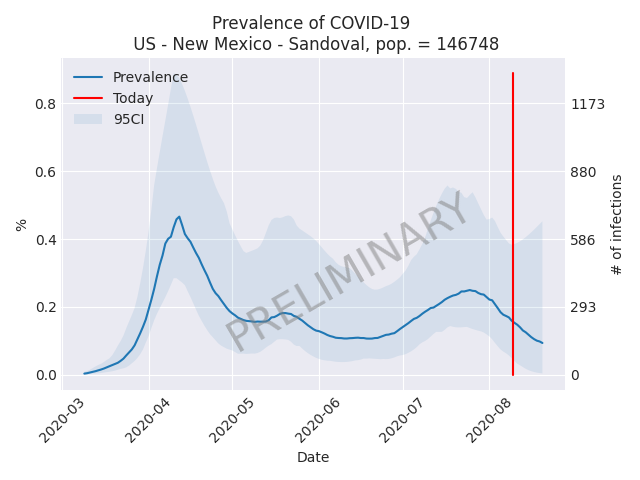 Prevalence of COVID-19
US - New Mexico - Sandoval, pop. = 146748
Prevalence
Today
95CI
0.8
0.6
0.4
0.2
0.0
%
1173
880
586
293
0
# of infections
PRELIMINARY
2020-03
2020-04
2020-05
2020-06
2020-07
2020-08
Date